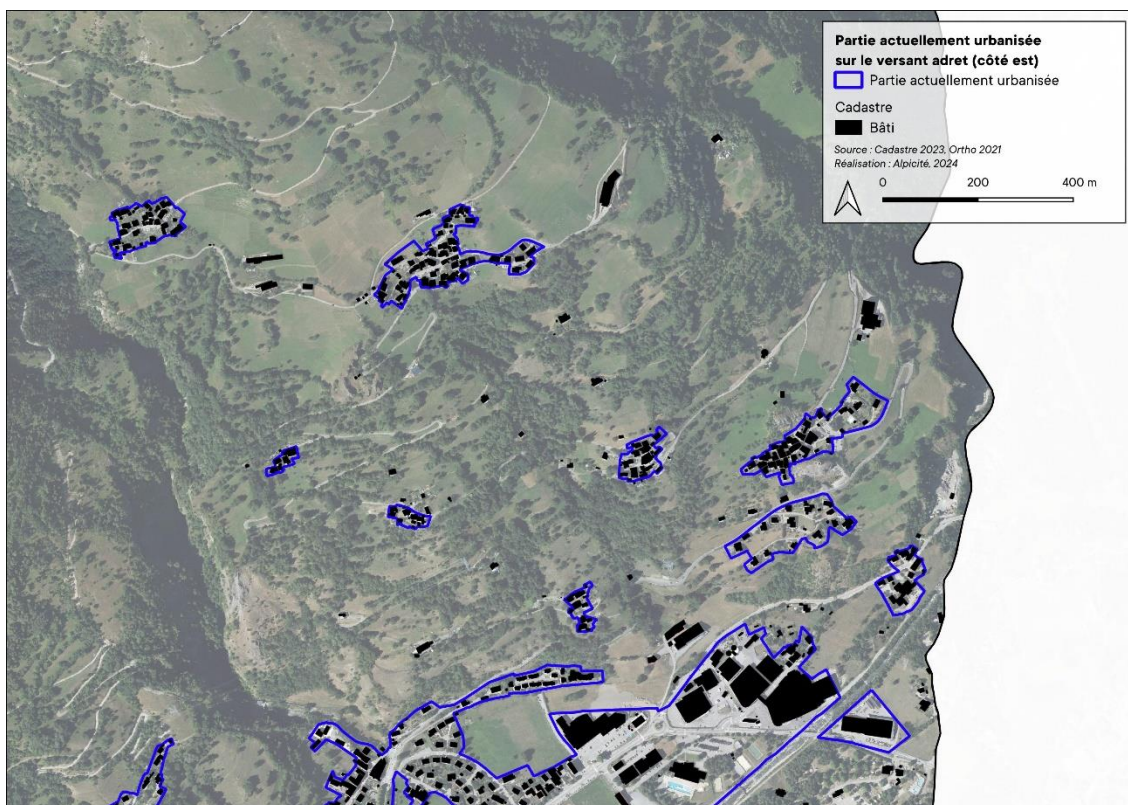 Partie actuellement urbanisée
sur le versant adret (côté est)
Partie actuellement urbanisée
Cadastre
Bâti
Source : Cadastre 2023, Ortho 2021
Réalisation : Alpicité, 2024
0 200 400 m